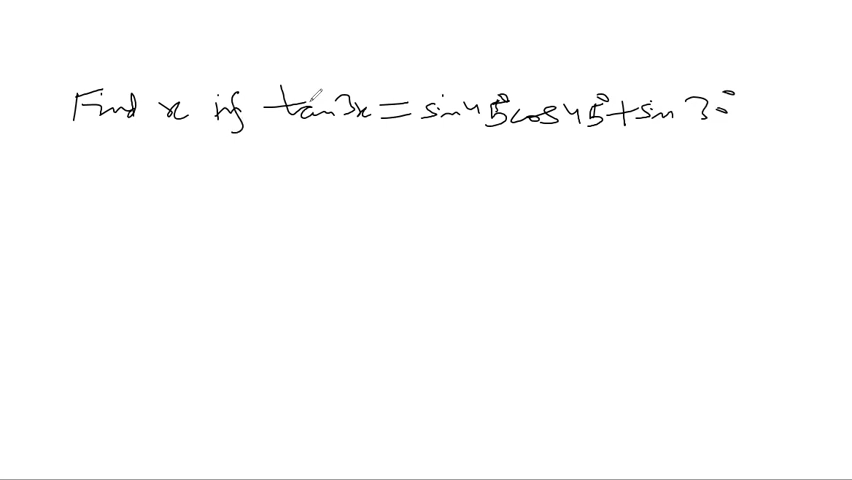 Find x if tan3x = sin45°cos45° + sin30°